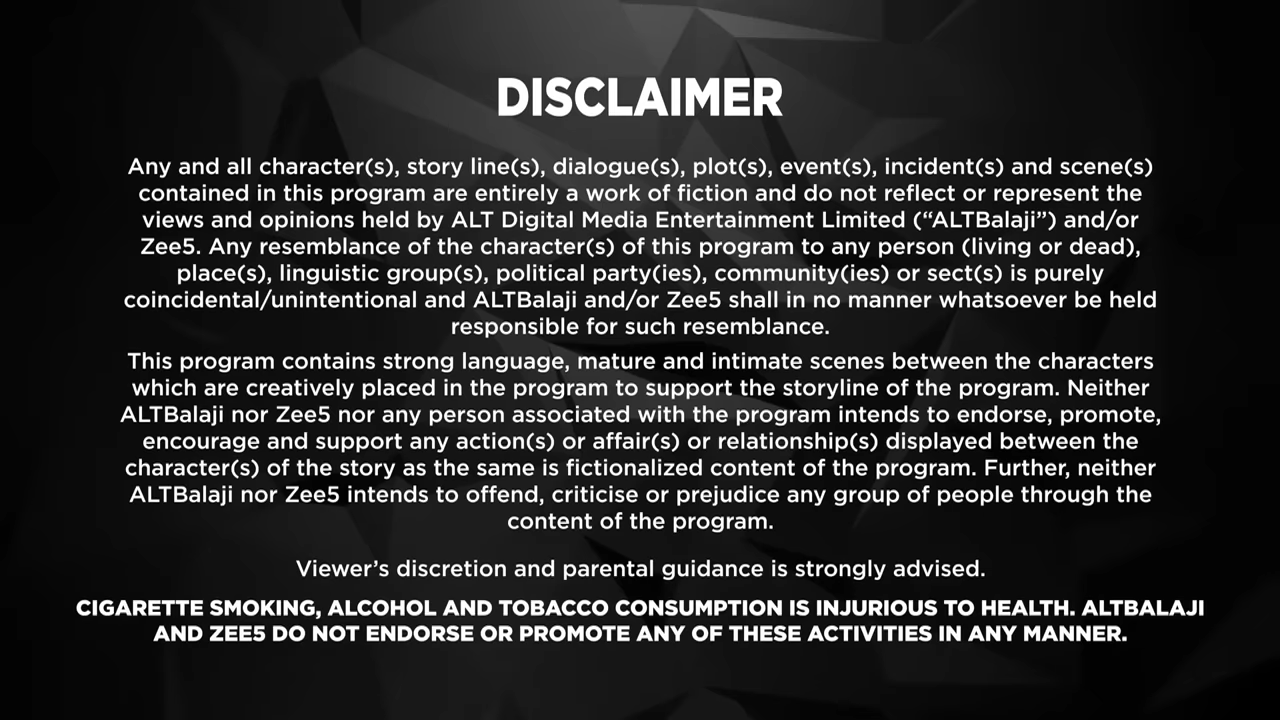 DISCLAIMER
Any and all character(s), story line(s), dialogue(s), plot(s), event(s), incident(s) and scene(s)
contained in this program are entirely a work of fiction and do not reflect or represent the
views and opinions held by ALT Digital Media Entertainment Limited (“ALTBalaji”) and/or
Zee5. Any resemblance of the character(s) of this program to any person (living or dead),
place(s), linguistic group(s), political party(ies), community(ies) or sect(s) is purely
coincidental/unintentional and ALTBalaji and/or Zee5 shall in no manner whatsoever be held
responsible for such resemblance.
This program contains strong language, mature and intimate scenes between the characters
which are creatively placed in the program to support the storyline of the program. Neither
ALTBalaji nor Zee5 nor any person associated with the program intends to endorse, promote,
encourage and support any action(s) or affair(s) or relationship(s) displayed between the
character(s) of the story as the same is fictionalized content of the program. Further, neither
ALTBalaji nor Zee5 intends to offend, criticise or prejudice any group of people through the
content of the program.
Viewer’s discretion and parental guidance is strongly advised.
CIGARETTE SMOKING, ALCOHOL AND TOBACCO CONSUMPTION IS INJURIOUS TO HEALTH. ALTBALAJI
AND ZEE5 DO NOT ENDORSE OR PROMOTE ANY OF THESE ACTIVITIES IN ANY MANNER.